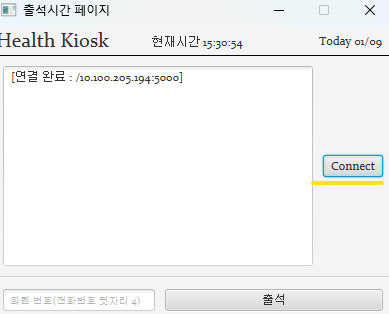 출석시간 페이지
Health Kiosk 현재시간 15:30:54 Today 01/09
[연결 완료 : /10.100.205.194:5000]
Connect
회원 번호(전화번호 뒷자리 4) 출석